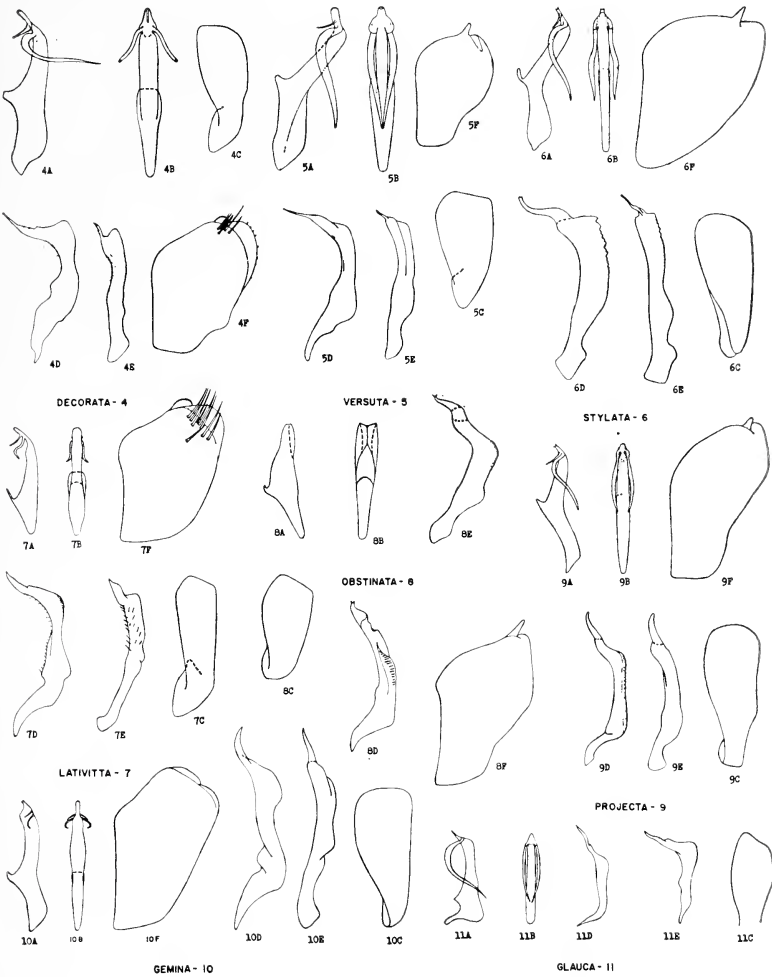 4A
4B
4C
5A
5B
5F
6A
6B
6F
4D
4E
4F
5D
5E
5C
6D
6E
6C
DECORATA - 4
VERSUTA - 5
STYLATA - 6
7A
7B
7F
8A
8B
8E
9A
9B
9F
OBSTINATA - 8
7D
7E
7C
8C
8D
8F
9D
9E
9C
LATIVITTA - 7
PROJECTA - 9
10A
10B
10F
10D
10E
10C
11A
11B
11D
11E
11C
GEMINA - 10
GLAUCA - 11